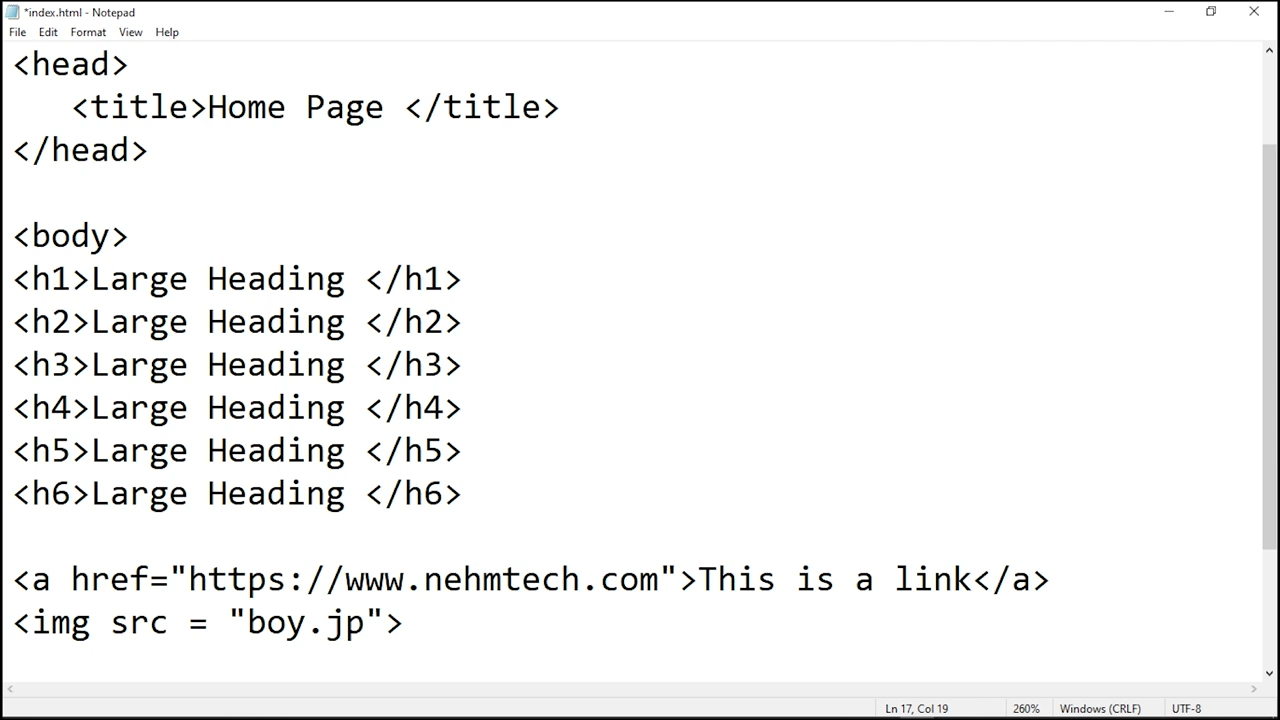 *index.html - Notepad
File Edit Format View Help
<head>
   <title>Home Page </title>
</head>

<body>
<h1>Large Heading </h1>
<h2>Large Heading </h2>
<h3>Large Heading </h3>
<h4>Large Heading </h4>
<h5>Large Heading </h5>
<h6>Large Heading </h6>

<a href="https://www.nehmtech.com">This is a link</a>
<img src = "boy.jp">
Ln 17, Col 19 260% Windows (CRLF) UTF-8